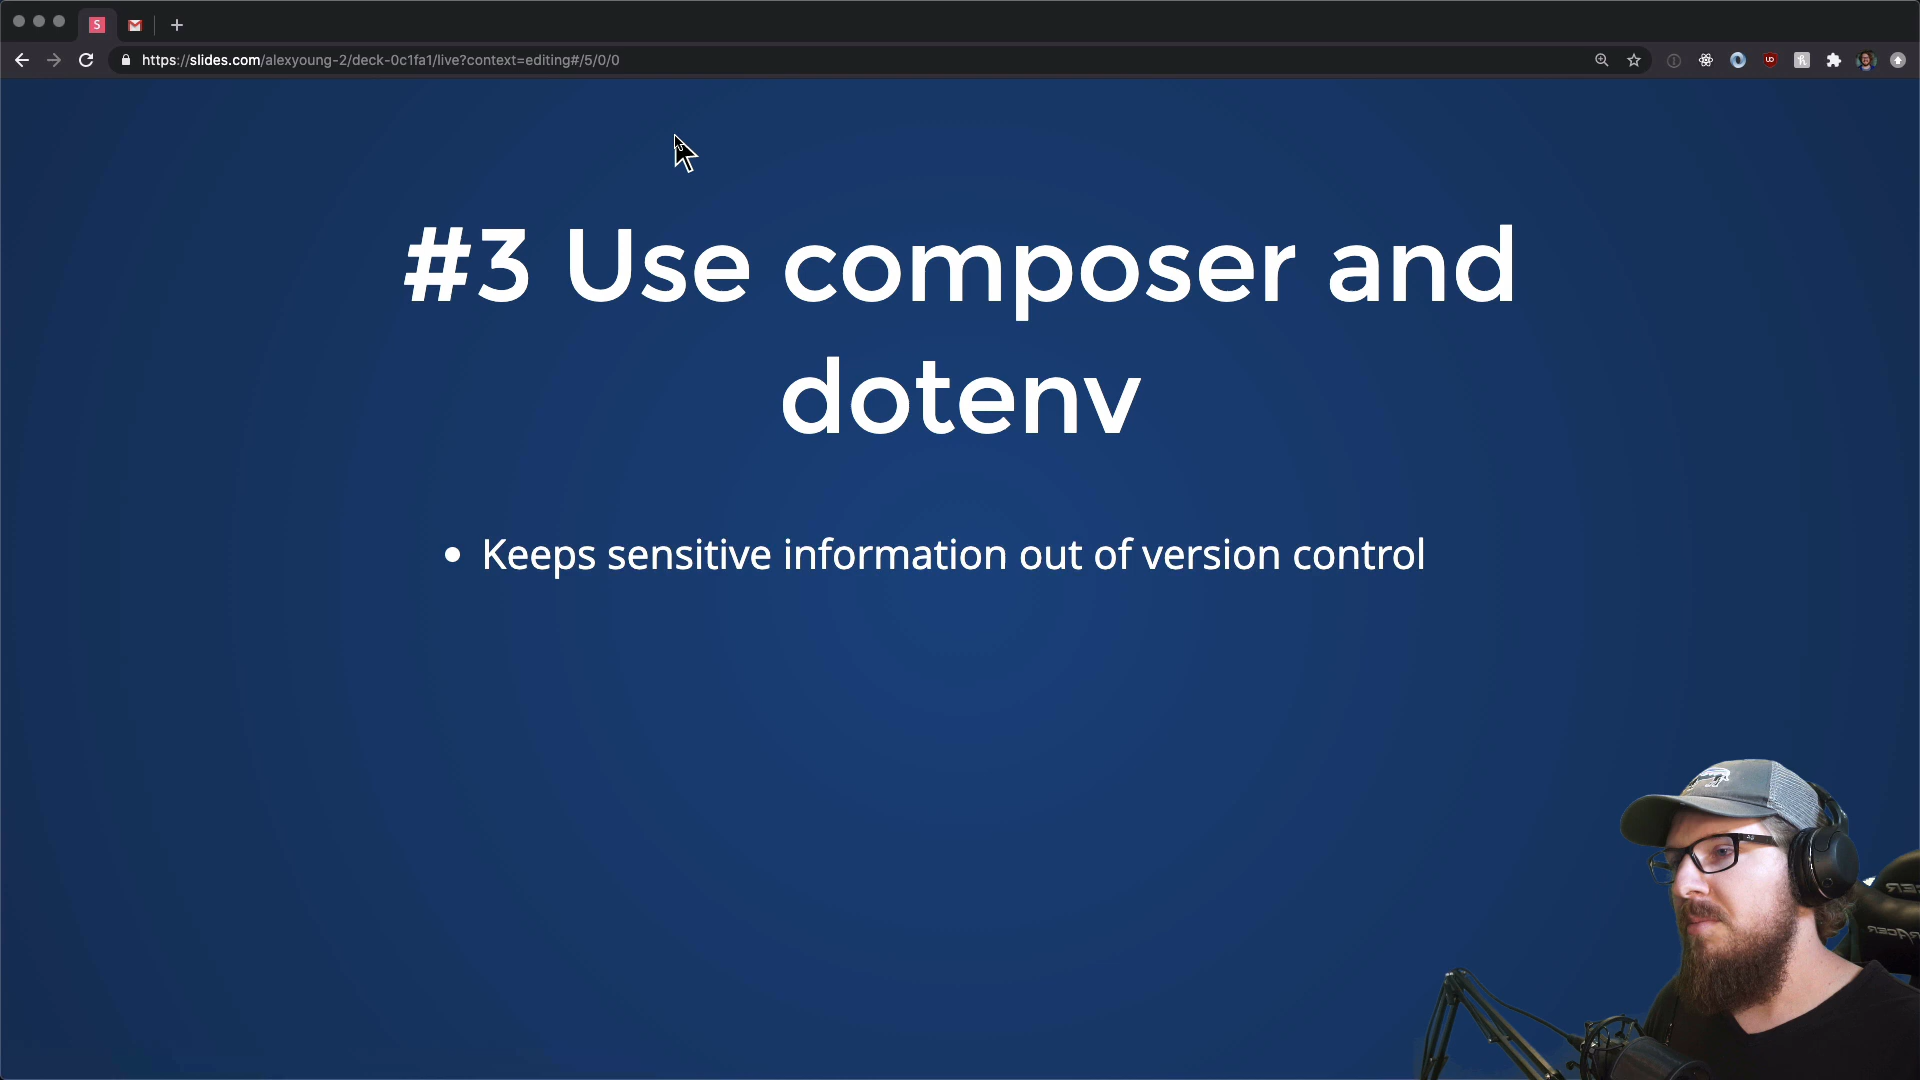 S
https://slides.com/alexyoung-2/deck-0c1fa1/live?context=editing#/5/0/0
#3 Use composer and
dotenv
Keeps sensitive information out of version control